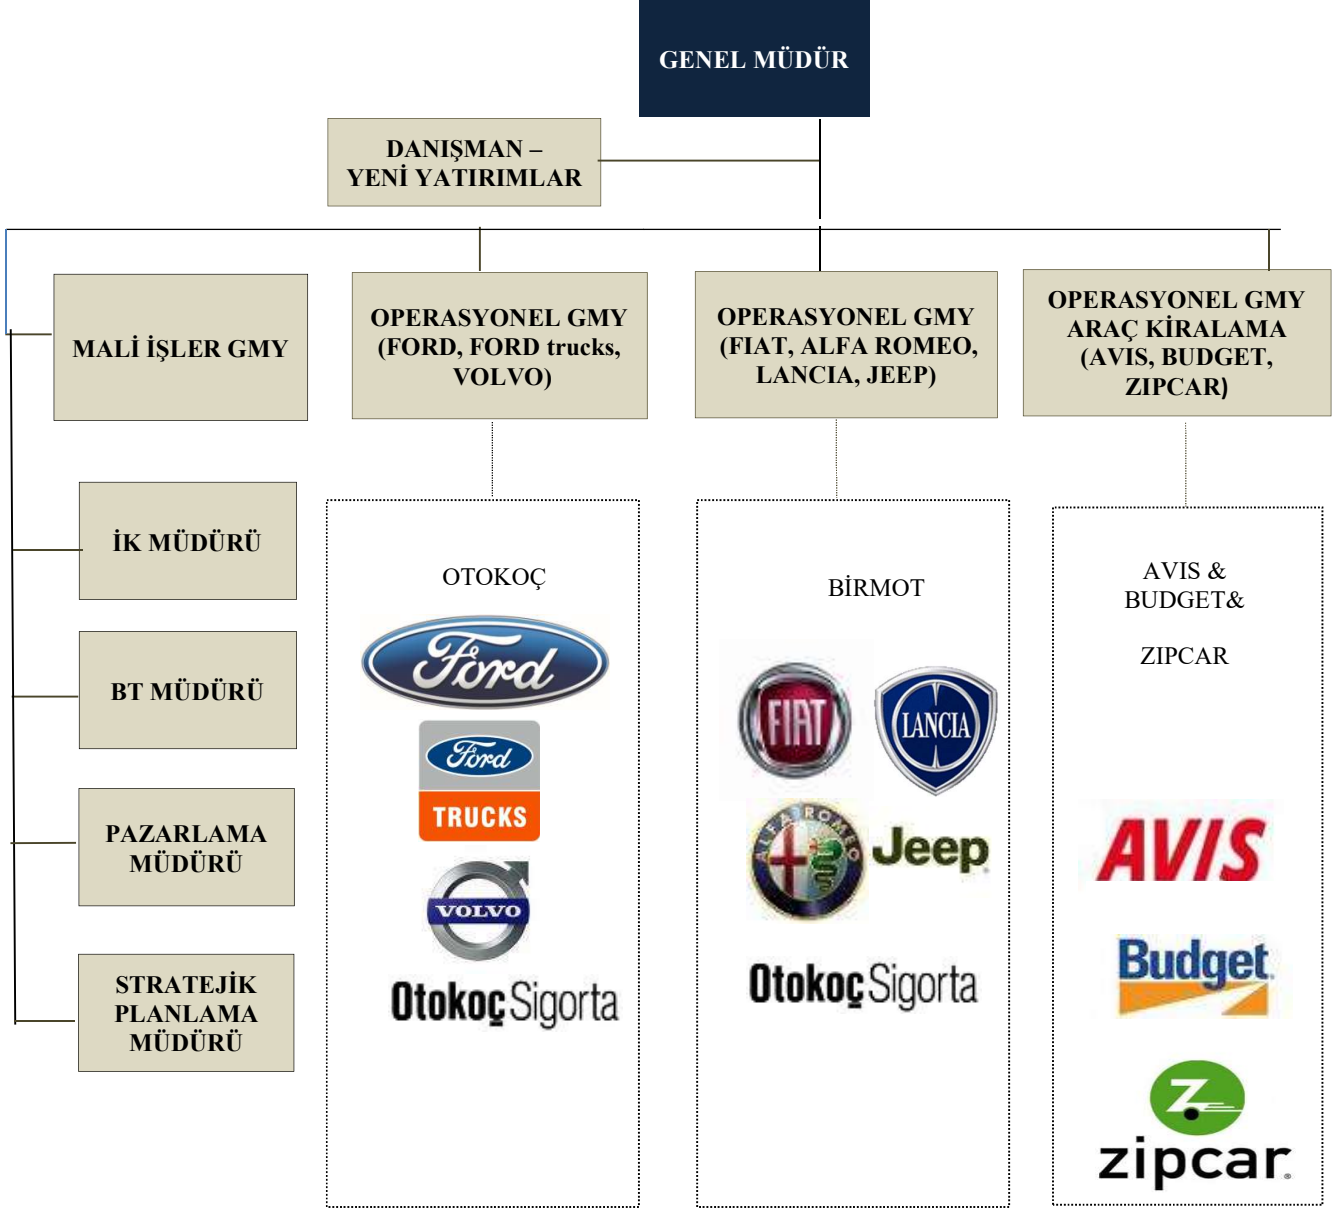 GENEL MÜDÜR
DANIŞMAN –
YENİ YATIRIMLAR
MALİ İŞLER GMY
OPERASYONEL GMY
(FORD, FORD trucks,
VOLVO)
OPERASYONEL GMY
(FIAT, ALFA ROMEO,
LANCIA, JEEP)
OPERASYONEL GMY
ARAÇ KİRALAMA
(AVIS, BUDGET,
ZIPCAR)
İK MÜDÜRÜ
BT MÜDÜRÜ
PAZARLAMA
MÜDÜRÜ
STRATEJİK
PLANLAMA
MÜDÜRÜ
OTOKOÇ
Ford
Ford
TRUCKS
VOLVO
Otokoç Sigorta
BİRMOT
FIAT
LANCIA
ALFA ROMEO
Jeep
Otokoç Sigorta
AVIS &
BUDGET&
ZIPCAR
AVIS
Budget
Z
zipcar